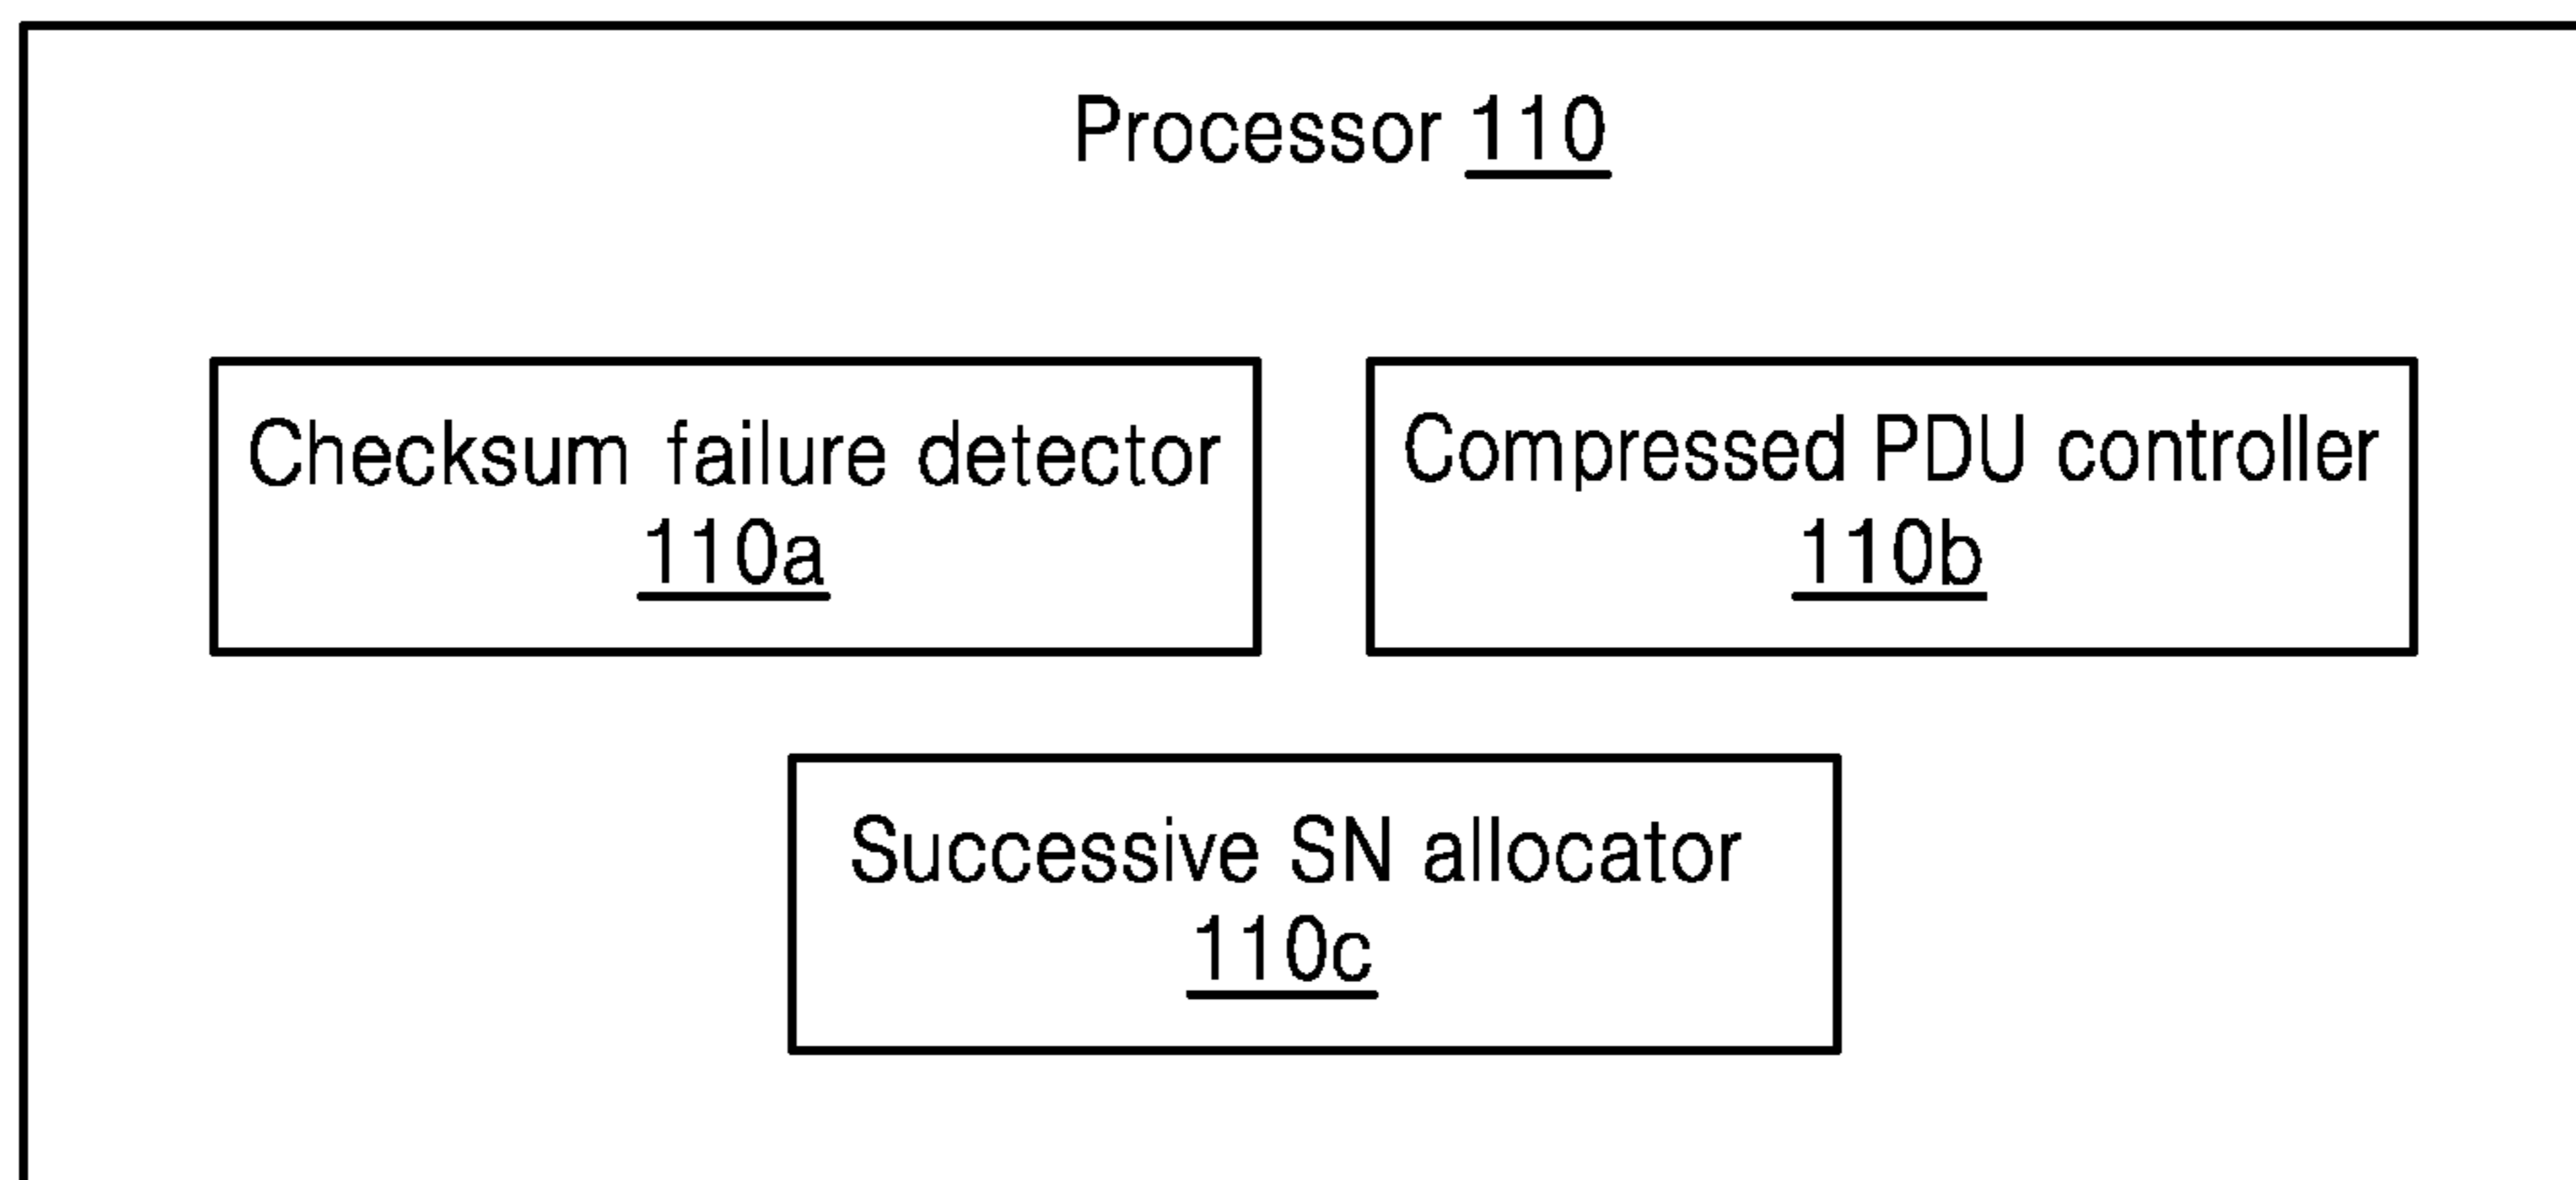 Processor 110
Checksum failure detector
110a
Compressed PDU controller
110b
Successive SN allocator
110c